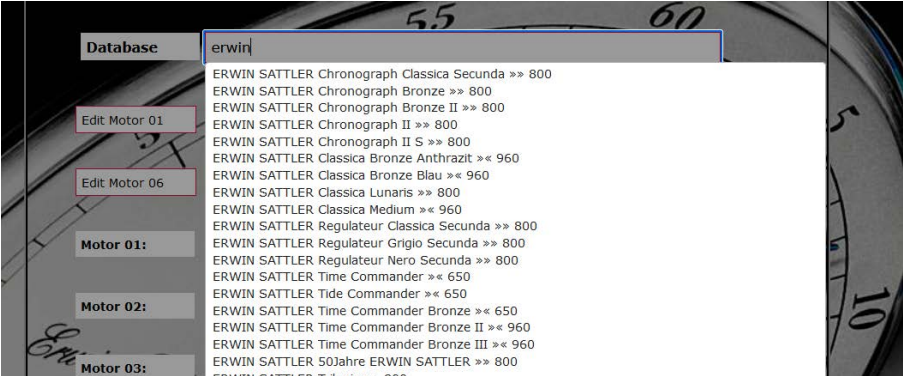 55
60
Database
erwin
ERWIN SATTLER Chronograph Classica Secunda »» 800
ERWIN SATTLER Chronograph Bronze »» 800
ERWIN SATTLER Chronograph Bronze II »» 800
Edit Motor 01
ERWIN SATTLER Chronograph II »» 800
5
ERWIN SATTLER Chronograph II S »» 800
ERWIN SATTLER Classica Bronze Anthrazit »« 960
ERWIN SATTLER Classica Bronze Blau »« 960
Edit Motor 06
ERWIN SATTLER Classica Lunaris »» 800
ERWIN SATTLER Classica Medium »« 960
ERWIN SATTLER Regulateur Classica Secunda »» 800
Motor 01:
ERWIN SATTLER Regulateur Grigio Secunda »» 800
ERWIN SATTLER Regulateur Nero Secunda »» 800
ERWIN SATTLER Time Commander »« 650
ERWIN SATTLER Tide Commander »« 650
Motor 02:
ERWIN SATTLER Time Commander Bronze »« 650
10
ERWIN SATTLER Time Commander Bronze II »« 960
ERWIN SATTLER Time Commander Bronze III »« 960
ERWIN SATTLER 50Jahre ERWIN SATTLER »» 800
Motor 03: